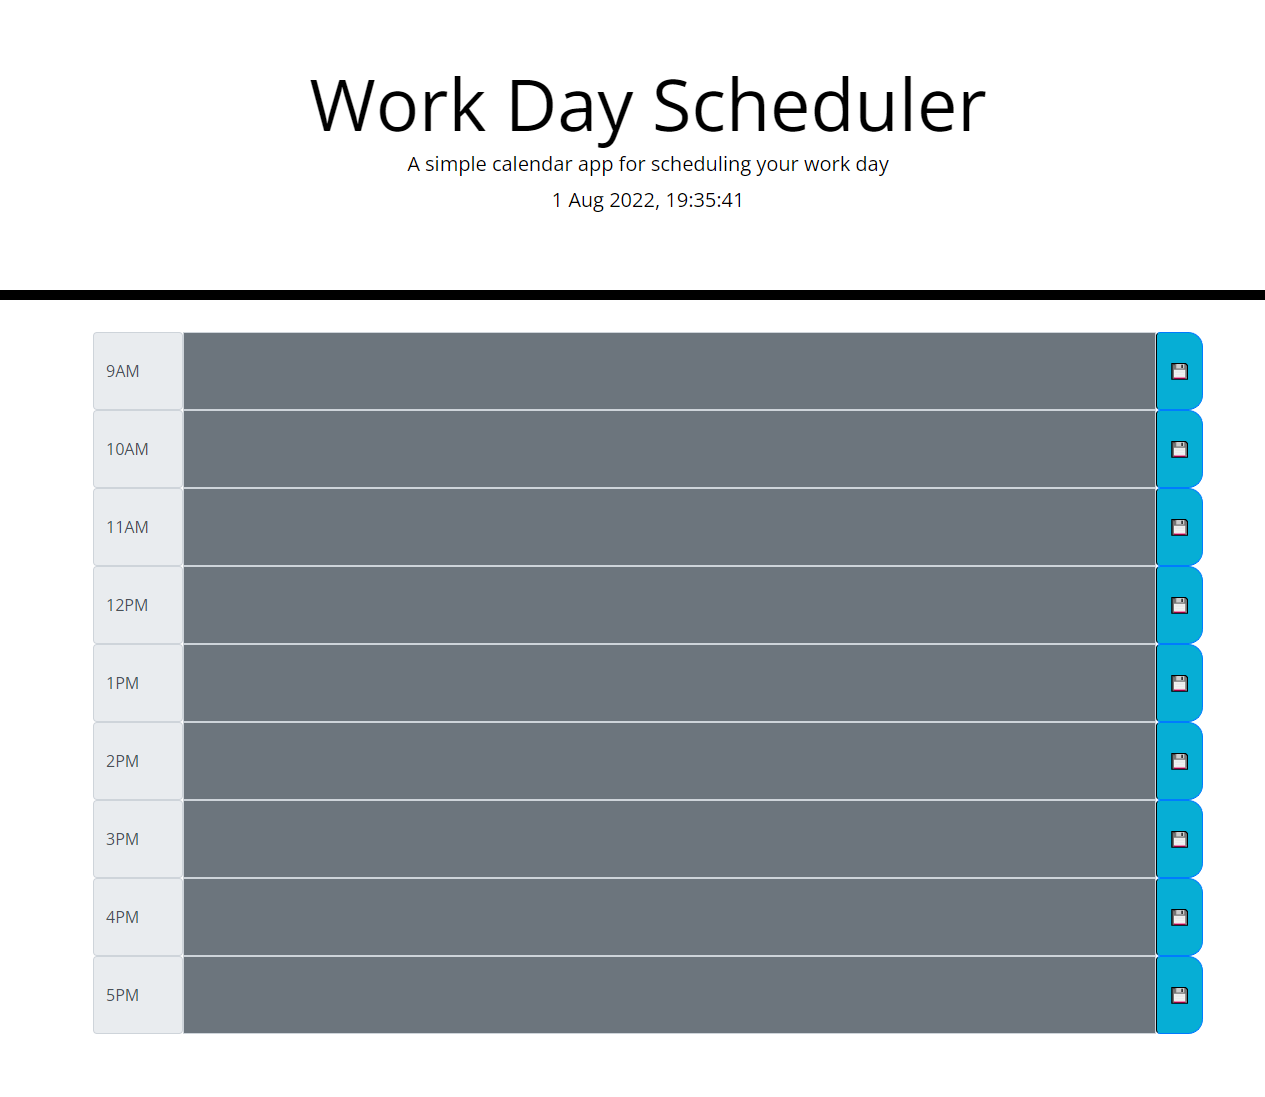 Work Day Scheduler
A simple calendar app for scheduling your work day
1 Aug 2022, 19:35:41
9AM
10AM
11AM
12PM
1PM
2PM
3PM
4PM
5PM